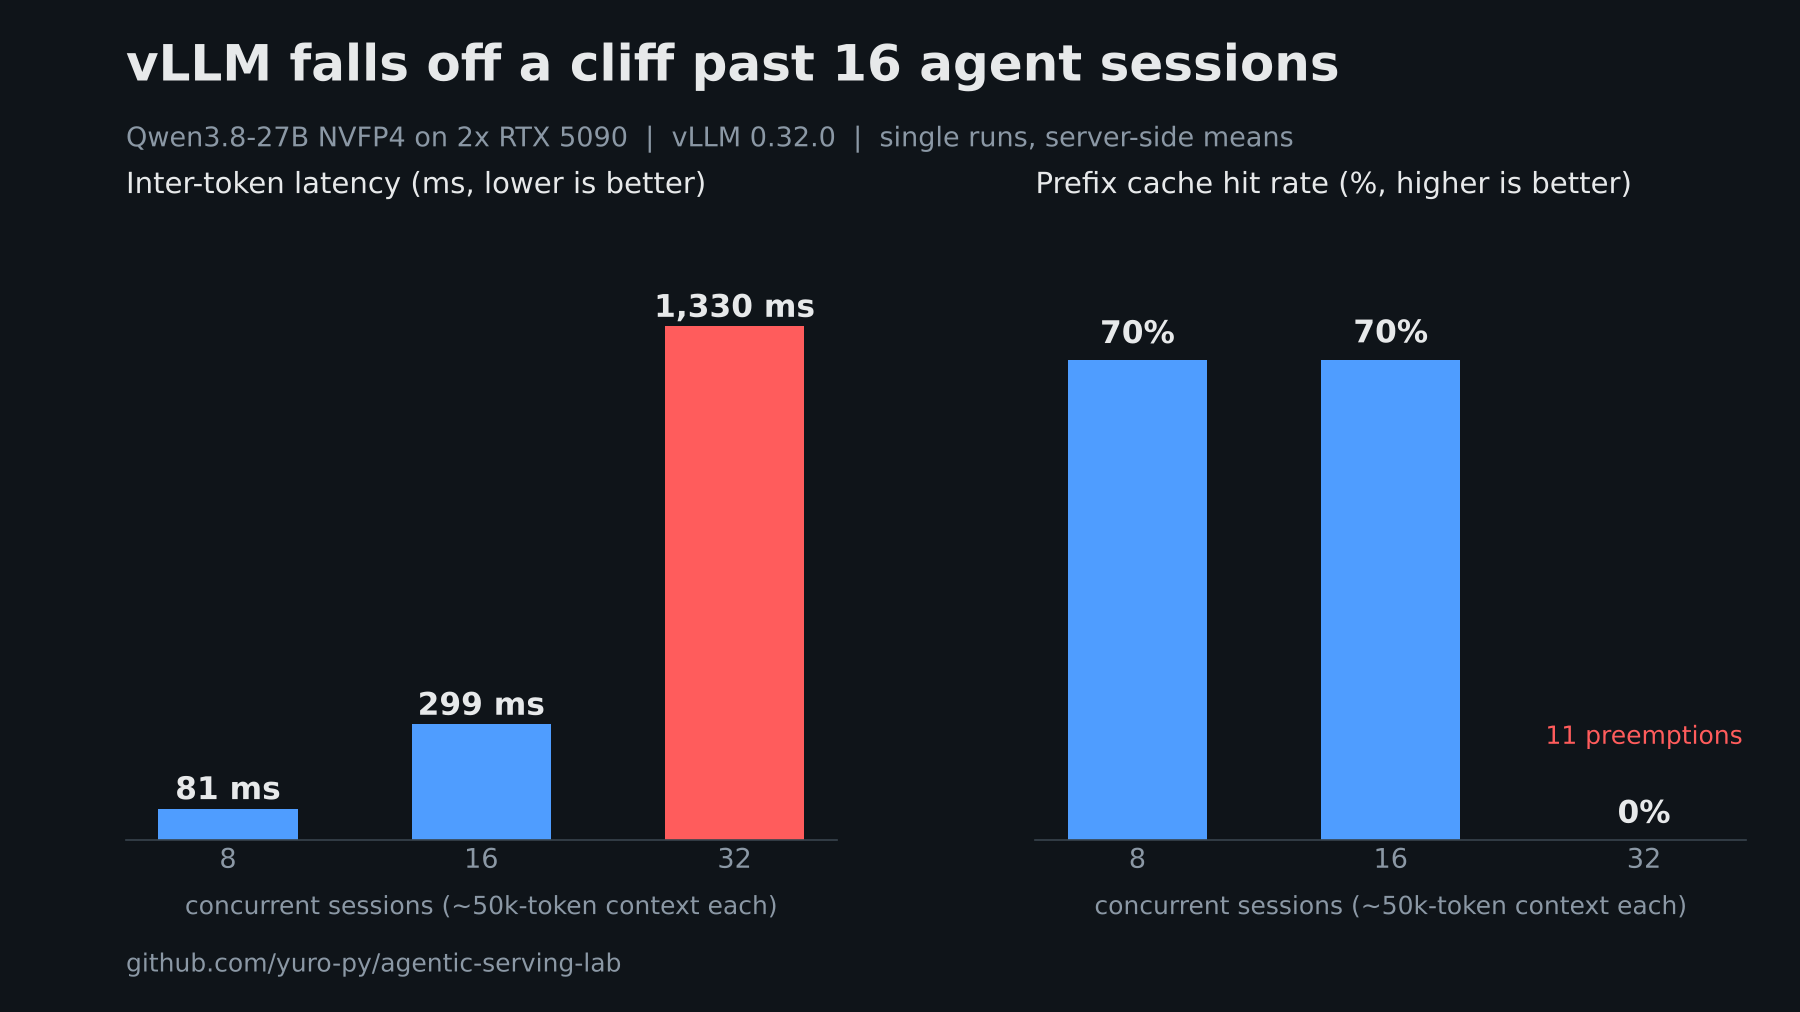 vLLM falls off a cliff past 16 agent sessions
Qwen3.8-27B NVFP4 on 2x RTX 5090 | vLLM 0.32.0 | single runs, server-side means
Inter-token latency (ms, lower is better)
1,330 ms
299 ms
81 ms
8 16 32
concurrent sessions (~50k-token context each)
Prefix cache hit rate (%, higher is better)
70% 70%
11 preemptions
0%
8 16 32
concurrent sessions (~50k-token context each)
github.com/yuro-py/agentic-serving-lab